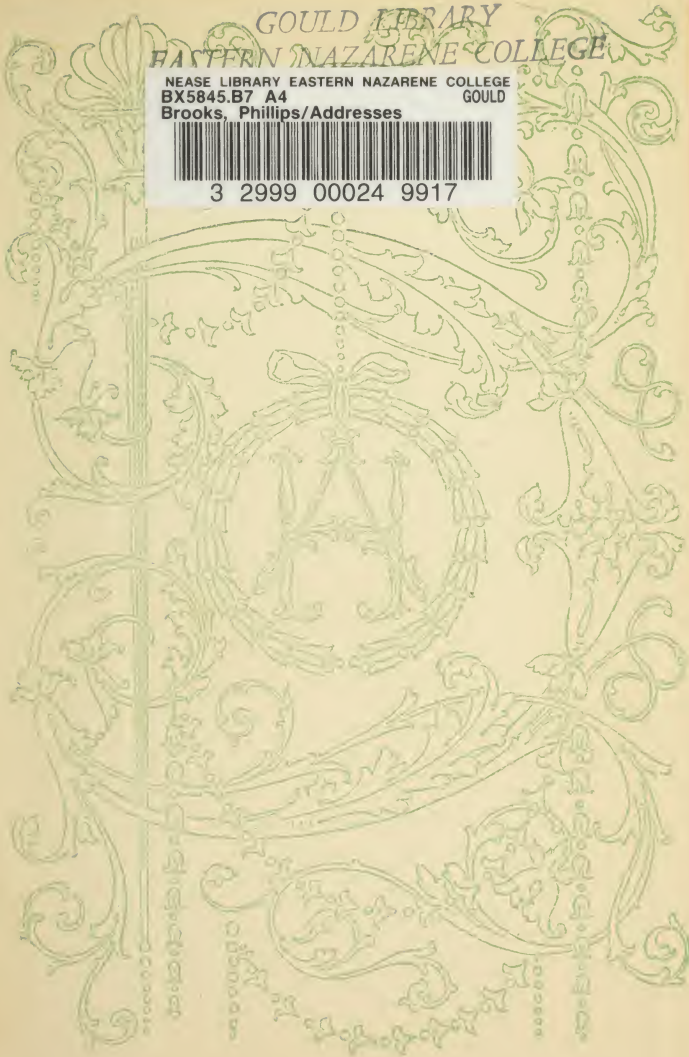 GOULD LIBRARY
EASTERN NAZARENE COLLEGE
NEASE LIBRARY EASTERN NAZARENE COLLEGE
BX5845.B7 A4 GOULD
Brooks, Phillips/Addresses
3 2999 00024 9917
HA